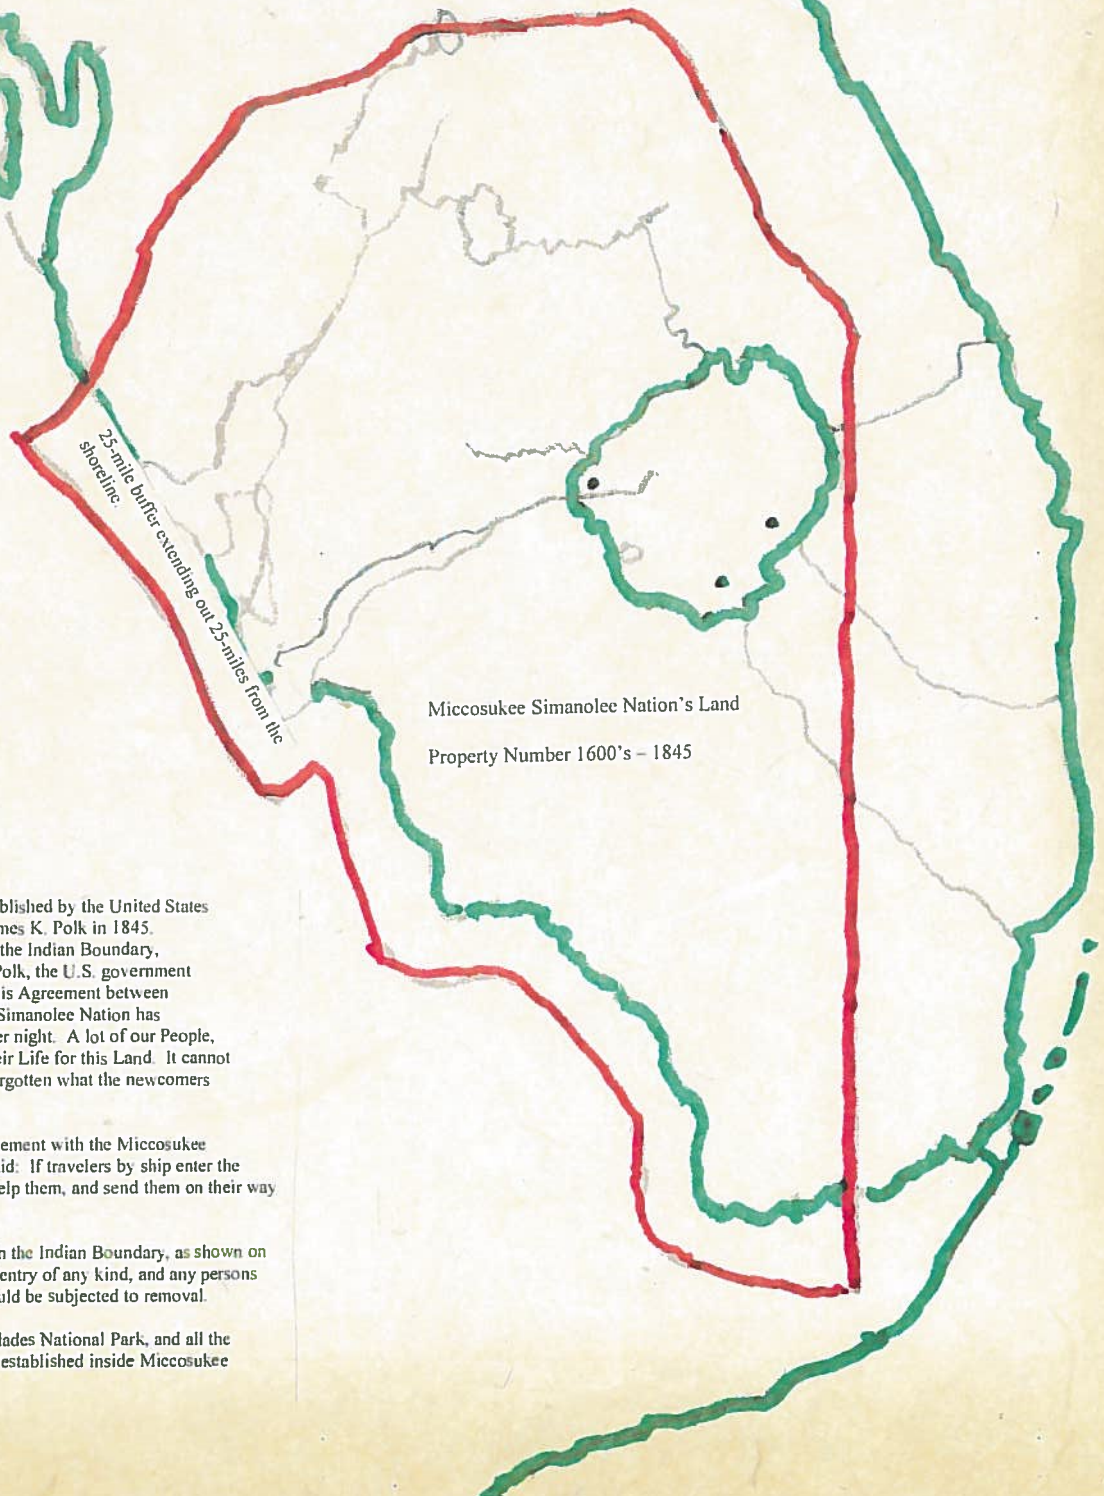 25-mile buffer extending out 25-miles from the
shoreline.
Miccosukee Simanolee Nation's Land
Property Number 1600's – 1845
blished by the United States
mes K. Polk in 1845.
the Indian Boundary,
Polk, the U.S. government
is Agreement between
Simanolee Nation has
er night. A lot of our People,
eir Life for this Land. It cannot
rgotten what the newcomers
ement with the Miccosukee
id: If travelers by ship enter the
elp them, and send them on their way
n the Indian Boundary, as shown on
entry of any kind, and any persons
uld be subjected to removal.
lades National Park, and all the
established inside Miccosukee